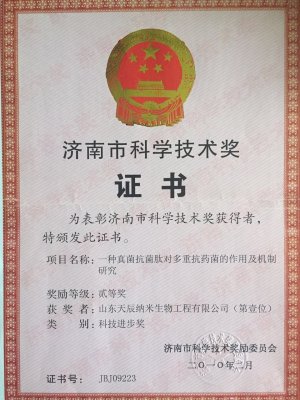 济南市科学技术奖
证书
为表彰济南市科学技术奖获得者，
特颁发此证书。
项目名称：一种真菌抗菌肽对多重抗药菌的作用及机制
研究
奖励等级：贰等奖
获奖者：山东天辰纳米生物工程有限公司（第壹位）
类别：科技进步奖
济南市科学技术奖励委员会
二〇一〇年 月
证书号：JBJ09223